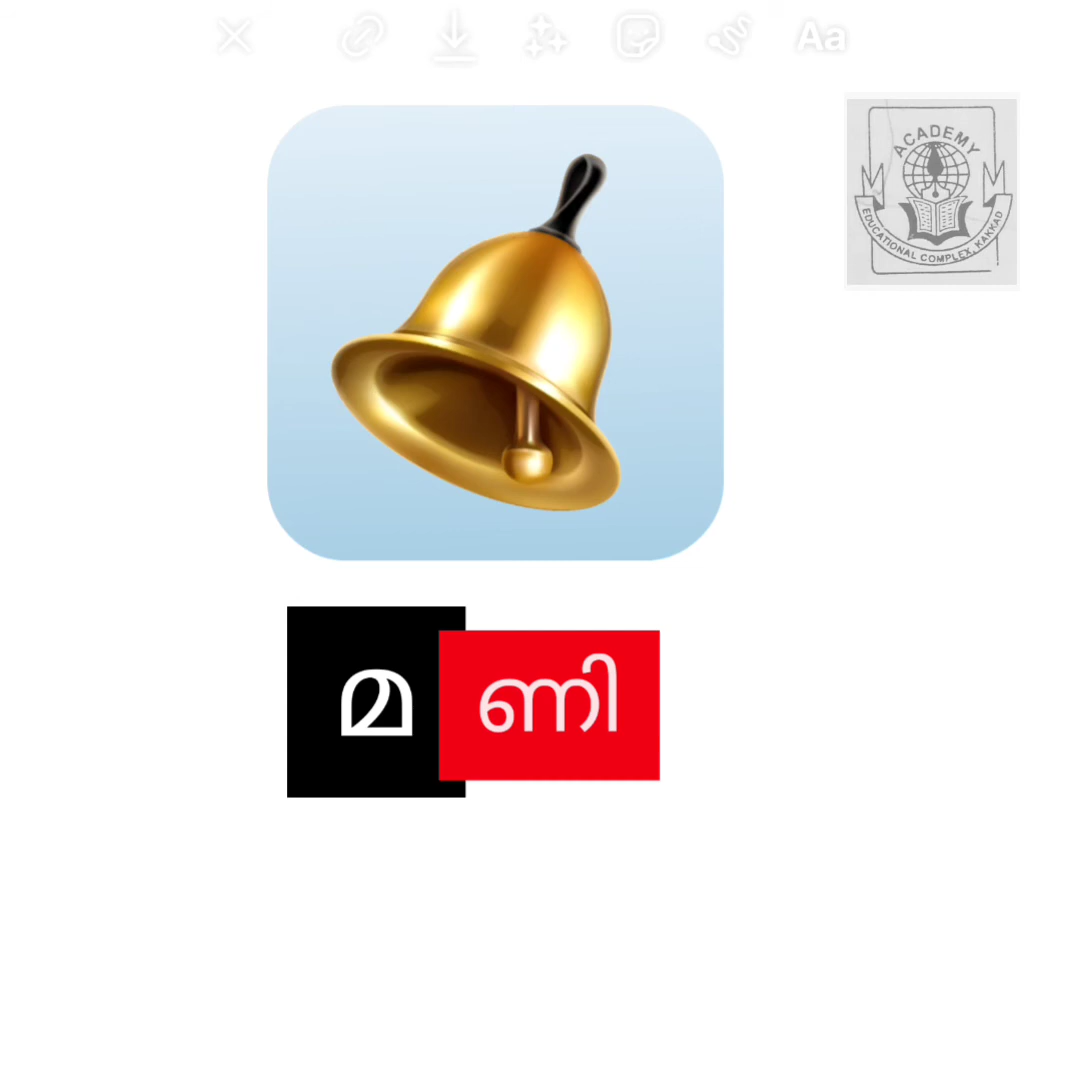 Aa
ACADEMY
M M
EDUCATIONAL COMPLEX, KAKKAD
മണി